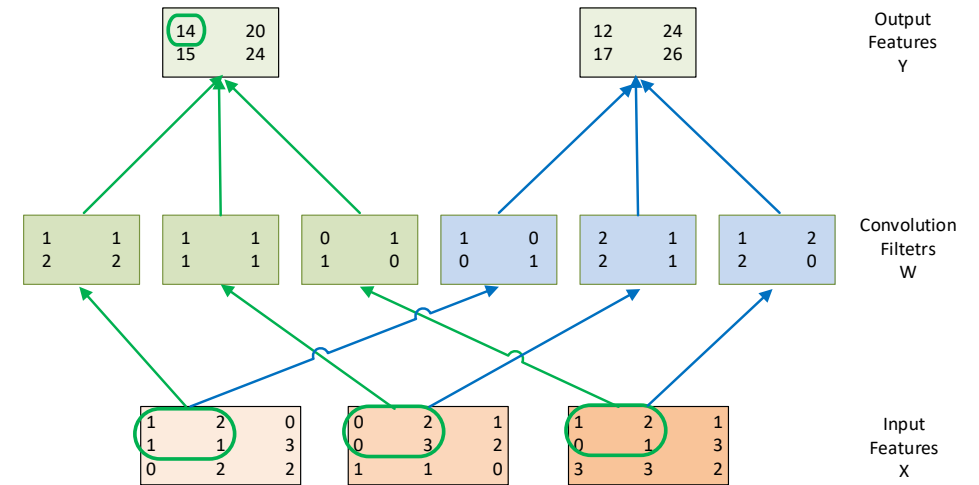 14 20
15 24
12 24
17 26
Output
Features
Y
1 1
2 2
1 1
1 1
0 1
1 0
1 0
0 1
2 1
2 1
1 2
2 0
Convolution
Filtetrs
W
1 2 0
1 1 3
0 2 2
0 2 1
0 3 2
1 1 0
1 2 1
0 1 3
3 3 2
Input
Features
X